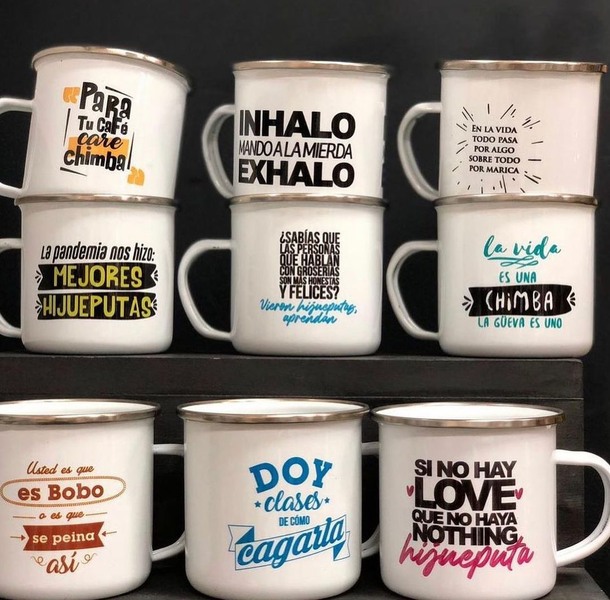 "PARA
TU CAFÉ
care
chimba"
INHALO
MANDO A LA MIERDA
EXHALO
EN LA VIDA
TODO PASA
POR ALGO
SOBRE TODO
POR MARICA
La pandemia nos hizo:
MEJORES
HIJUEPUTAS
¿SABÍAS QUE
LAS PERSONAS
QUE HABLAN
CON GROSERIAS
SON MÁS HONESTAS
Y FELICES?
Vieron hijueputas,
aprendan
la vida
ES UNA
CHIMBA
LA GÜEVA ES UNO
Usted es que
es Bobo
o es que
se peina
así
DOY
clases
DE CÓMO
cagarla
SI NO HAY
LOVE
QUE NO HAYA
NOTHING
hijueputa